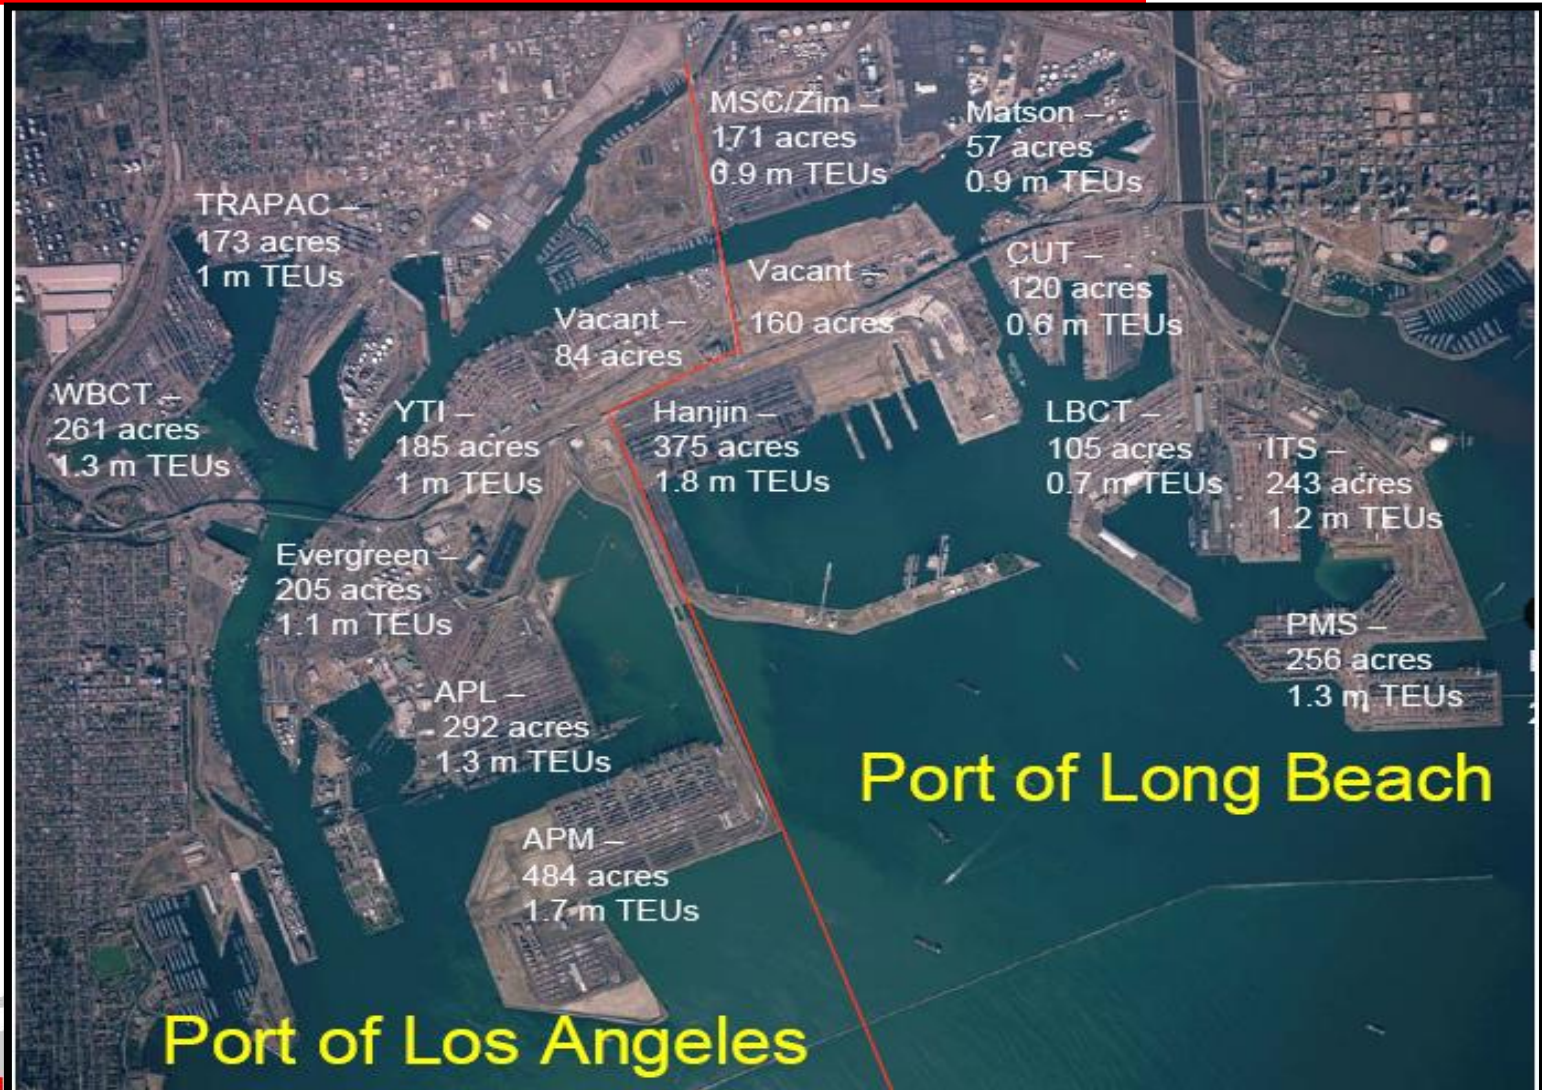 MSC/Zim –
171 acres
0.9 m TEUs
Matson –
57 acres
0.9 m TEUs
TRAPAC –
173 acres
1 m TEUs
Vacant –
160 acres
CUT –
120 acres
0.6 m TEUs
Vacant –
84 acres
WBCT –
261 acres
1.3 m TEUs
YTI –
185 acres
1 m TEUs
Hanjin –
375 acres
1.8 m TEUs
LBCT –
105 acres
0.7 m TEUs
ITS –
243 acres
1.2 m TEUs
Evergreen –
205 acres
1.1 m TEUs
PMS –
256 acres
1.3 m TEUs
APL –
292 acres
1.3 m TEUs
Port of Long Beach
APM –
484 acres
1.7 m TEUs
Port of Los Angeles